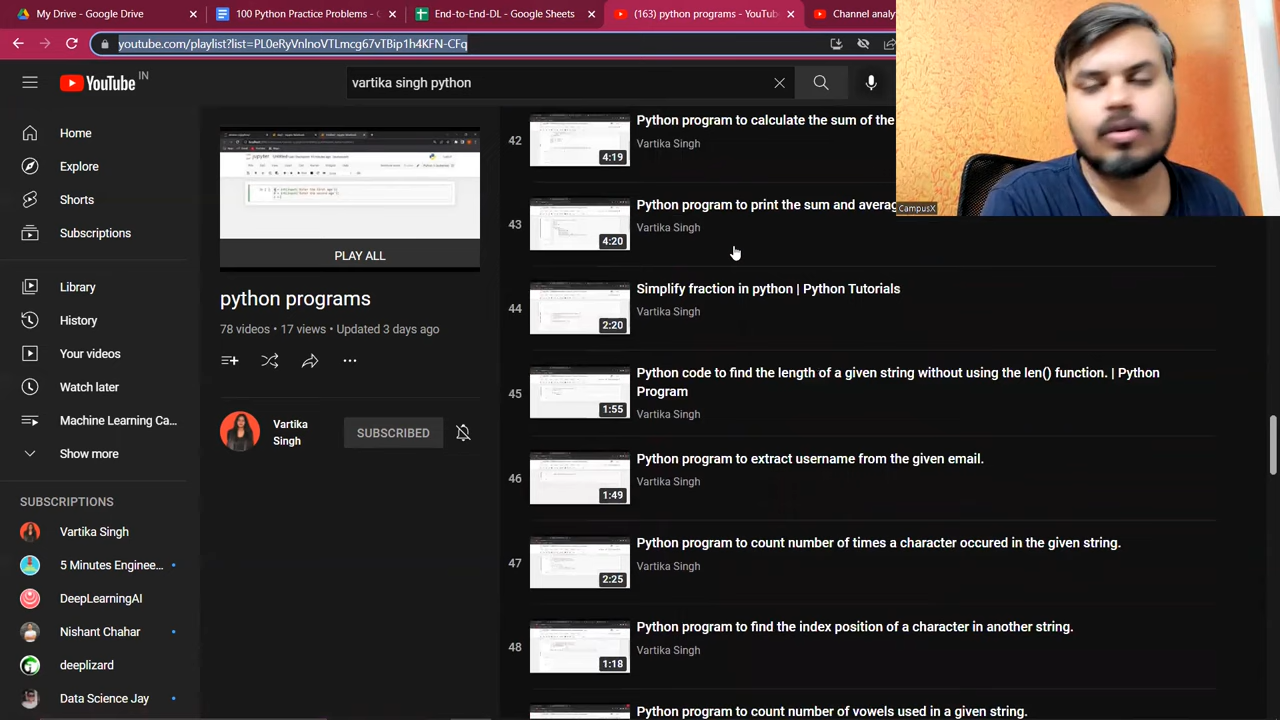 My Drive - Google Drive
100 Python Practice Problems - G
End-to-End-DL - Google Sheets
(163) python programs - YouTub
Channel analy
youtube.com/playlist?list=PL0eRyVnlnoVTLmcg67vTBip1h4KFN-CFq
YouTube
IN
vartika singh python
Home
Shorts
Subscriptions
Library
History
Your videos
Watch later
Machine Learning Ca...
Show more
SUBSCRIPTIONS
Vartika Singh
5 Minute Engine...
DeepLearningAI
deeplizard
Data Science Jay
PLAY ALL
python programs
78 videos • 17 views • Updated 3 days ago
Vartika
Singh
SUBSCRIBED
42
4:19
Python program to calculate the sum of the
Vartika
43
4:20
Python program to print the sum and averag
Vartika Singh
44
2:20
Simplify fraction in python | Python Tutorials
Vartika Singh
45
1:55
Python code to find the length of a given string without using the len() function. | Python
Program
Vartika Singh
46
1:49
Python program to extract username from the given email.
Vartika Singh
47
2:25
Python program to count number of times a character occured in the given string.
Vartika Singh
48
1:18
Python program to find the index position of a character in a user string.
Vartika Singh
Python program to count number of vowels used in a given string.
CampusX